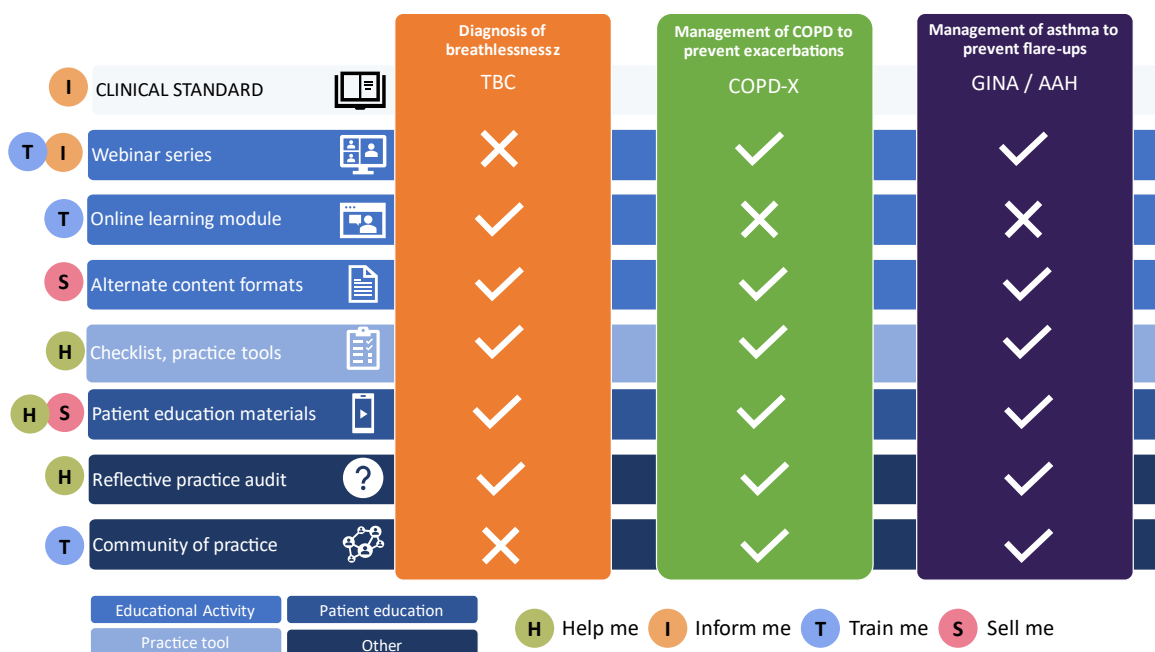 Diagnosis of
breathlessness z
Management of COPD to
prevent exacerbations
Management of asthma to
prevent flare-ups
I CLINICAL STANDARD TBC COPD-X GINA / AAH
T I Webinar series
T Online learning module
S Alternate content formats
H Checklist, practice tools
H S Patient education materials
H Reflective practice audit
?
T Community of practice
Educational Activity Patient education
Practice tool Other
H Help me I Inform me T Train me S Sell me